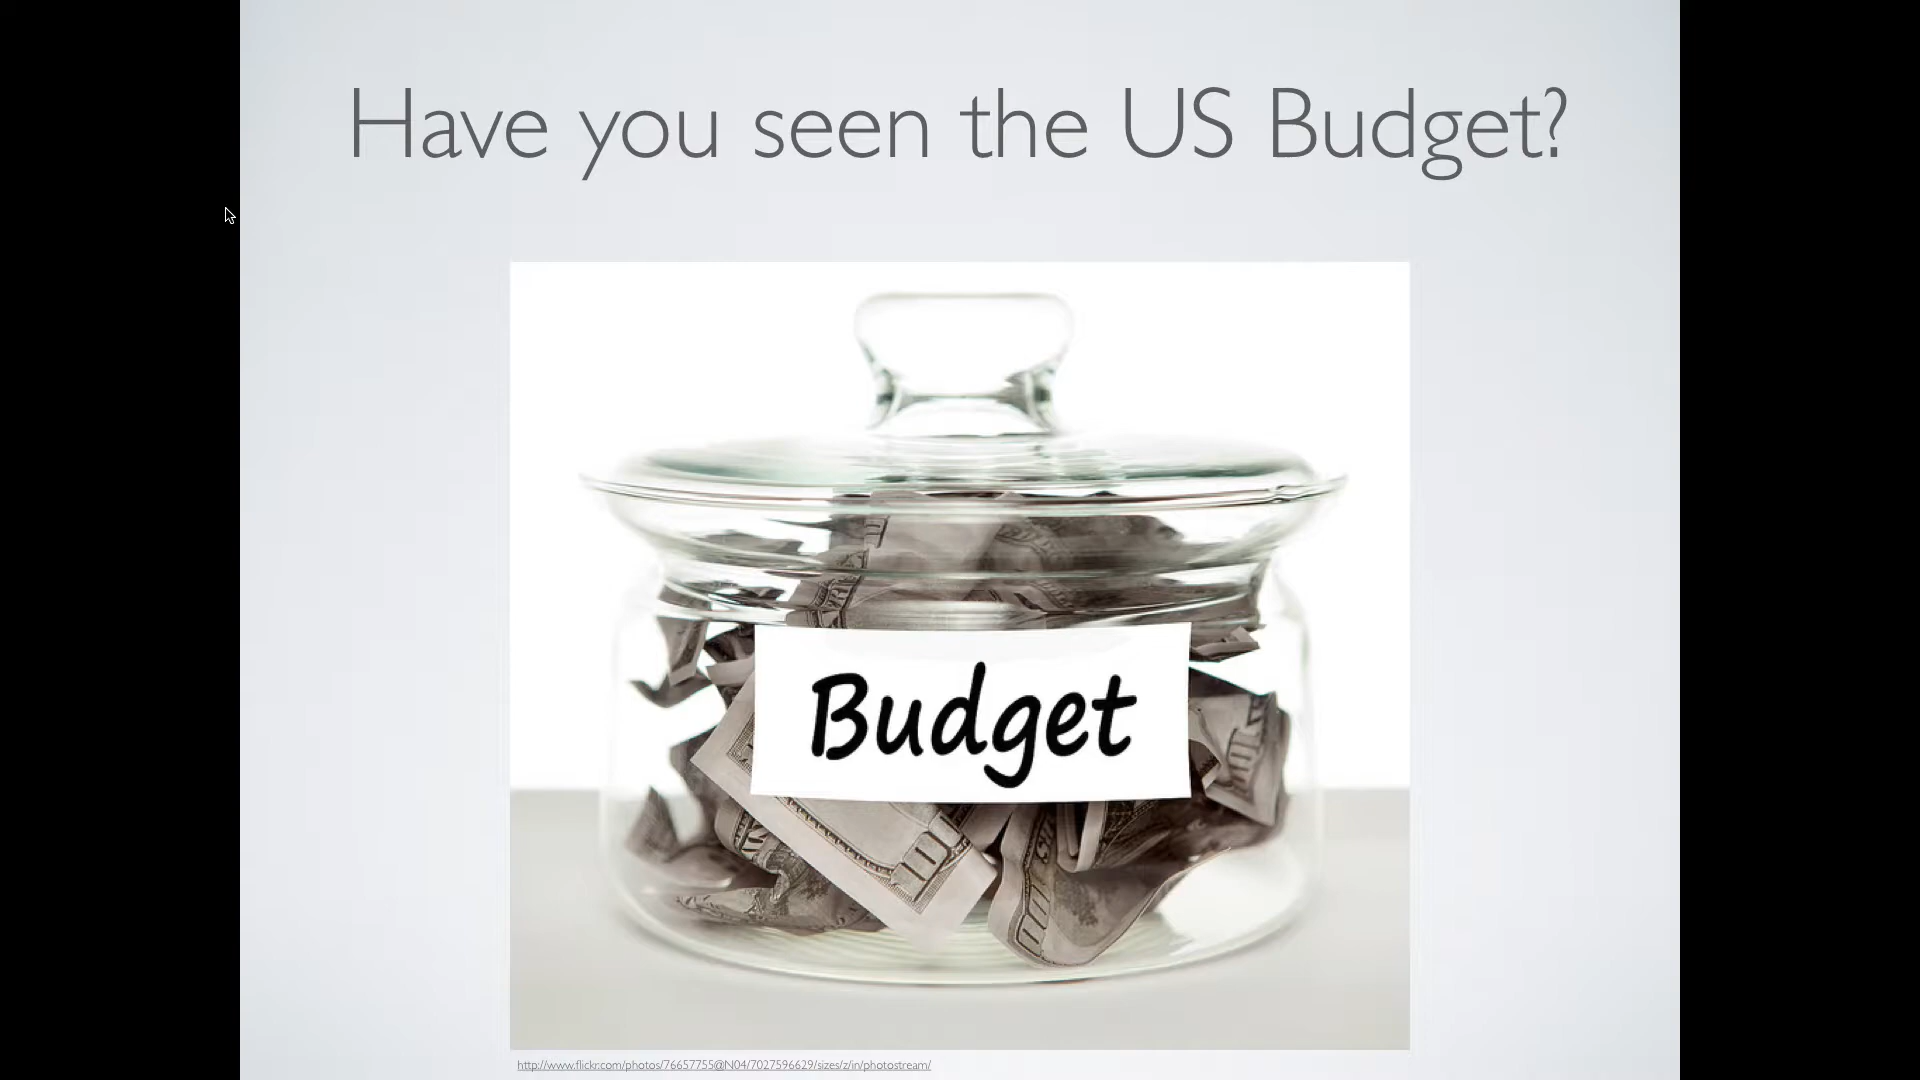 Have you seen the US Budget?
Budget
http://www.flickr.com/photos/76657755@N04/7027596629/sizes/z/in/photostream/